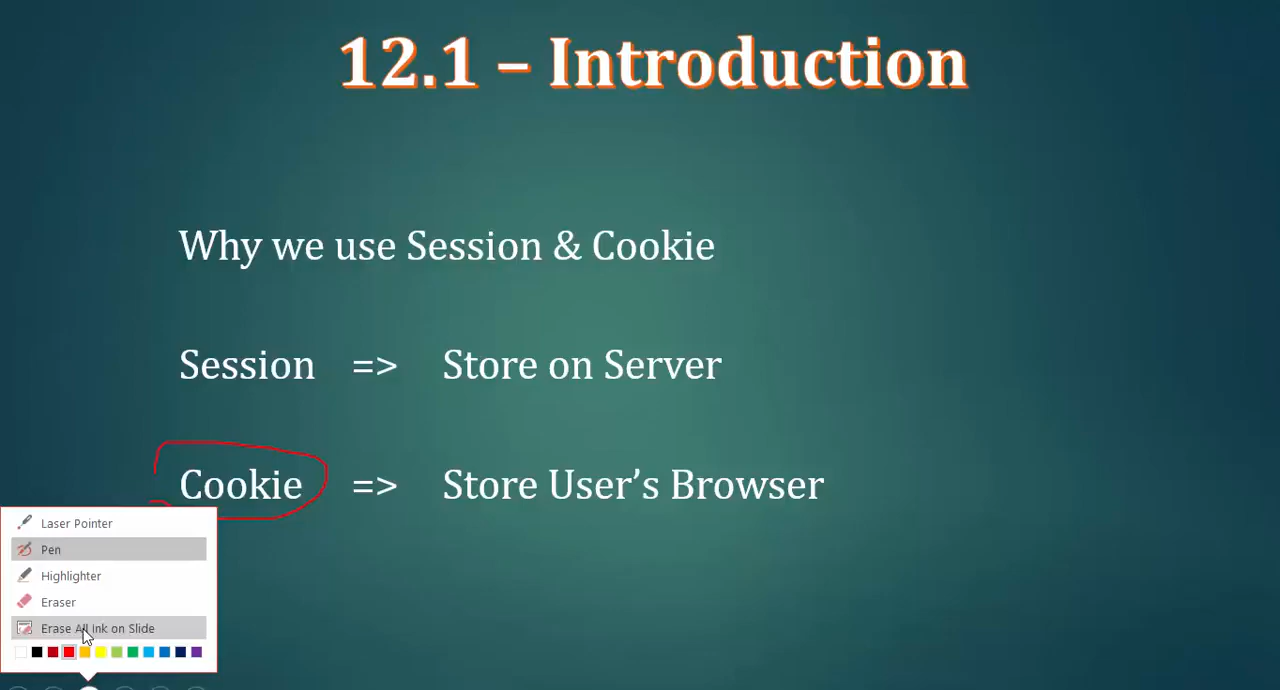 12.1 – Introduction
Why we use Session & Cookie
Session => Store on Server
Cookie => Store User’s Browser
Laser Pointer
Pen
Highlighter
Eraser
Erase All Ink on Slide